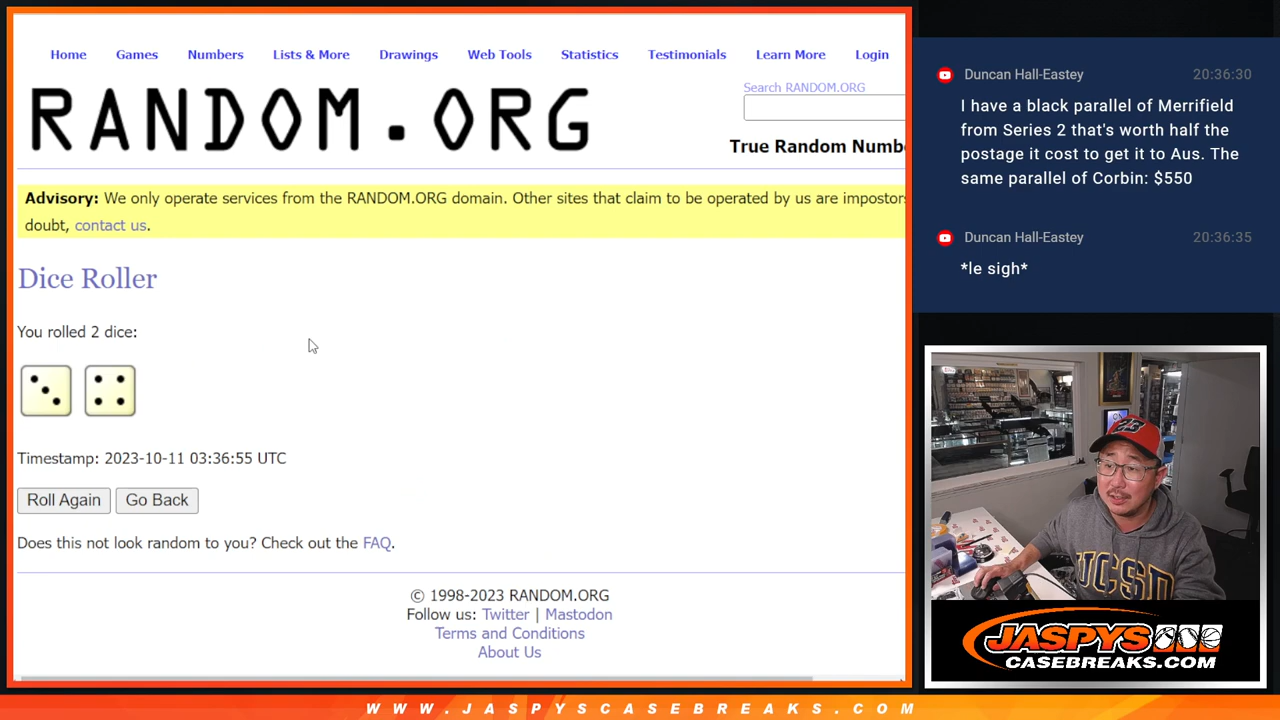 Home Games Numbers Lists & More Drawings Web Tools Statistics Testimonials Learn More Login
Search RANDOM.ORG
RANDOM.ORG
True Random Numb
Advisory: We only operate services from the RANDOM.ORG domain. Other sites that claim to be operated by us are impostors
doubt, contact us.
Dice Roller
You rolled 2 dice:
Timestamp: 2023-10-11 03:36:55 UTC
Roll Again Go Back
Does this not look random to you? Check out the FAQ.
© 1998-2023 RANDOM.ORG
Follow us: Twitter | Mastodon
Terms and Conditions
About Us
Duncan Hall-Eastey 20:36:30
I have a black parallel of Merrifield
from Series 2 that's worth half the
postage it cost to get it to Aus. The
same parallel of Corbin: $550
Duncan Hall-Eastey 20:36:35
*le sigh*
23
UCSD
JASPYS
CASEBREAKS.COM
WWW.JASPYSCASEBREAKS.COM